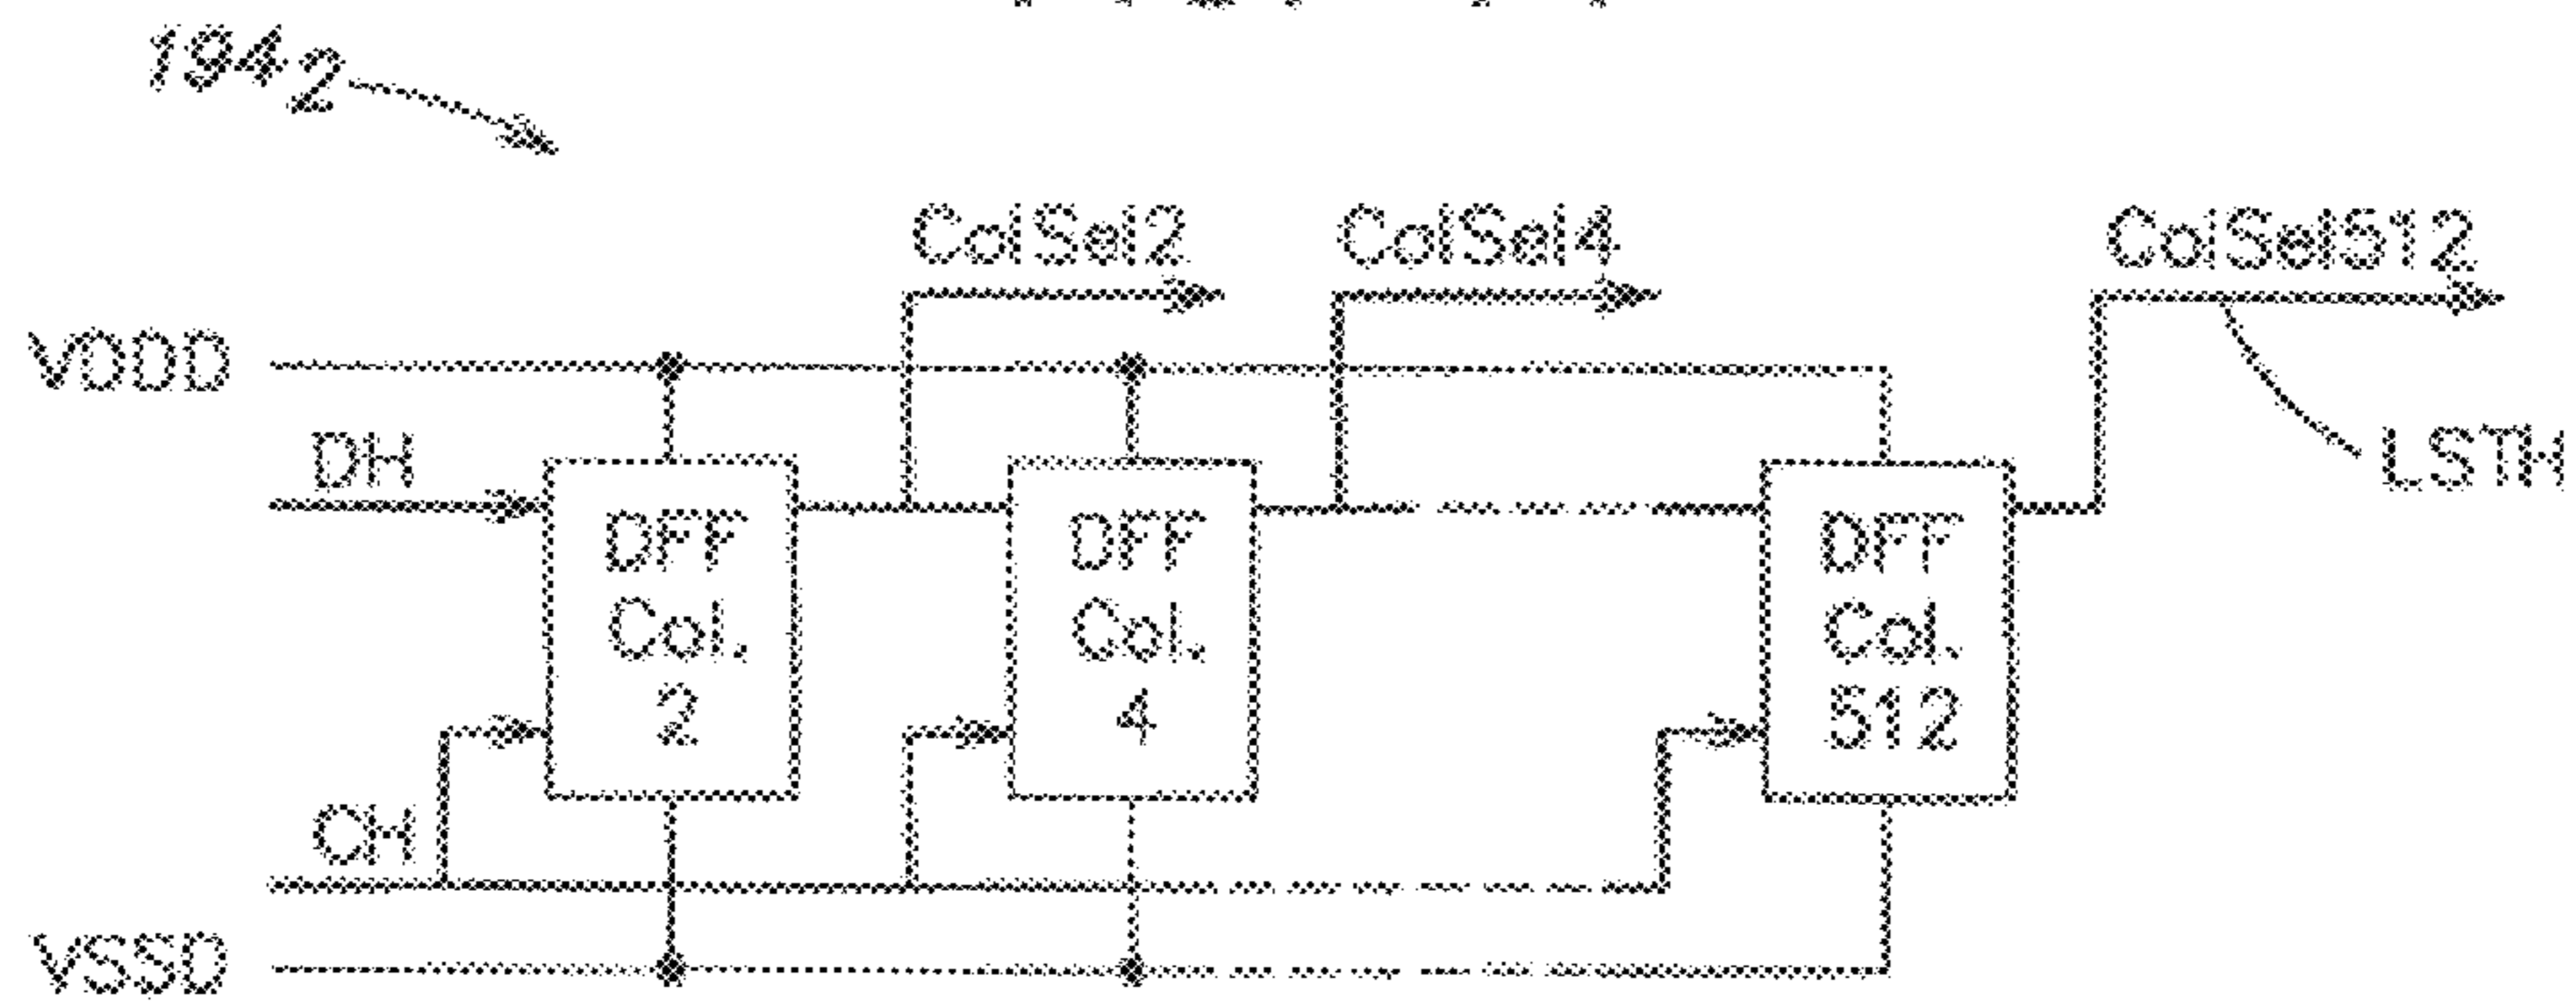 194₂
ColSel2
ColSel4
ColSel512
VDDD
DH
LSTH
DFF
Col.
2
DFF
Col.
4
DFF
Col.
512
CH
VSSD